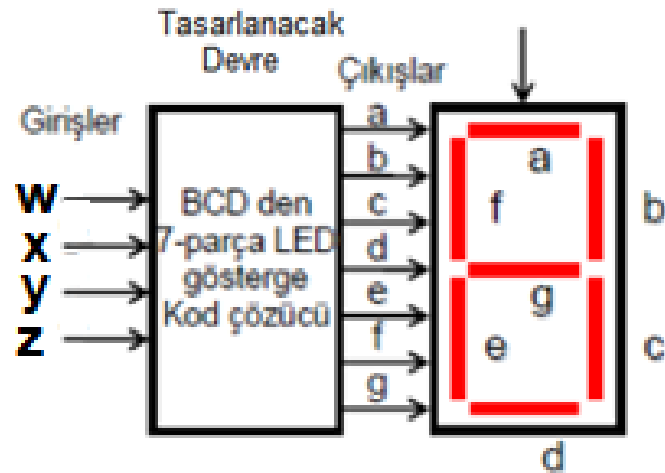 Tasarlanacak
Devre
Girişler
Çıkışlar
w
x
y
z
BCD den
7-parça LED
gösterge
Kod çözücü
a
b
c
d
e
f
g
a
f
b
g
e
c
d